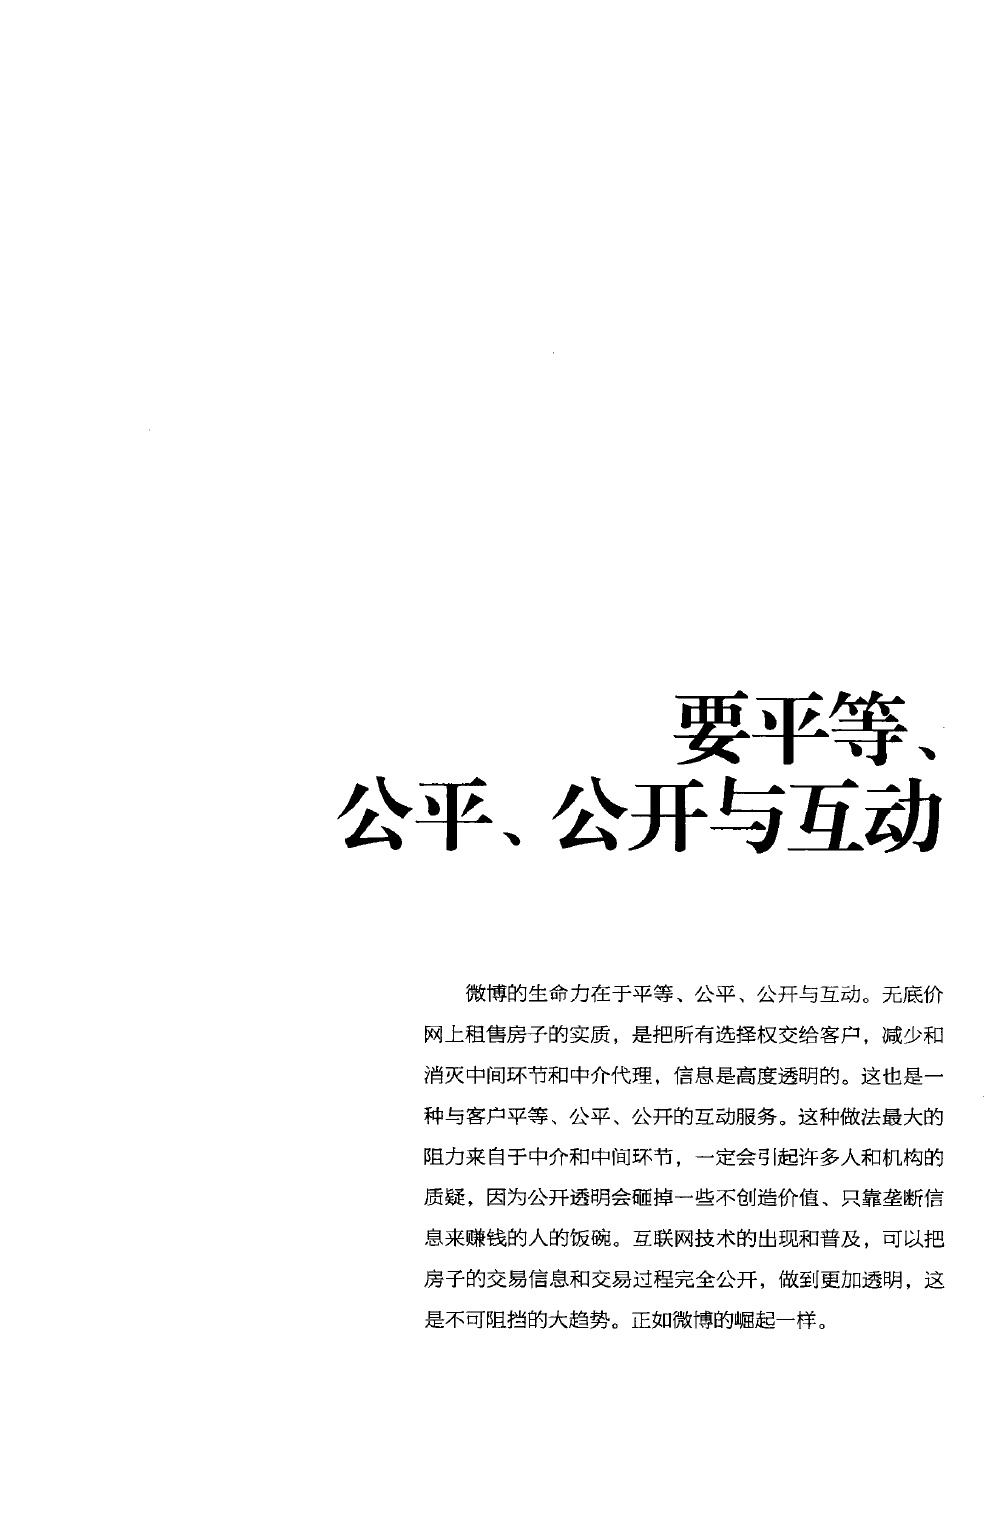 要平等、
公平、公开与互动
微博的生命力在于平等、公平、公开与互动。无底价
网上租售房子的实质，是把所有选择权交给客户，减少和
消灭中间环节和中介代理，信息是高度透明的。这也是一
种与客户平等、公平、公开的互动服务。这种做法最大的
阻力来自于中介和中间环节，一定会引起许多人和机构的
质疑，因为公开透明会砸掉一些不创造价值、只靠垄断信
息来赚钱的人的饭碗。互联网技术的出现和普及，可以把
房子的交易信息和交易过程完全公开，做到更加透明，这
是不可阻挡的大趋势。正如微博的崛起一样。